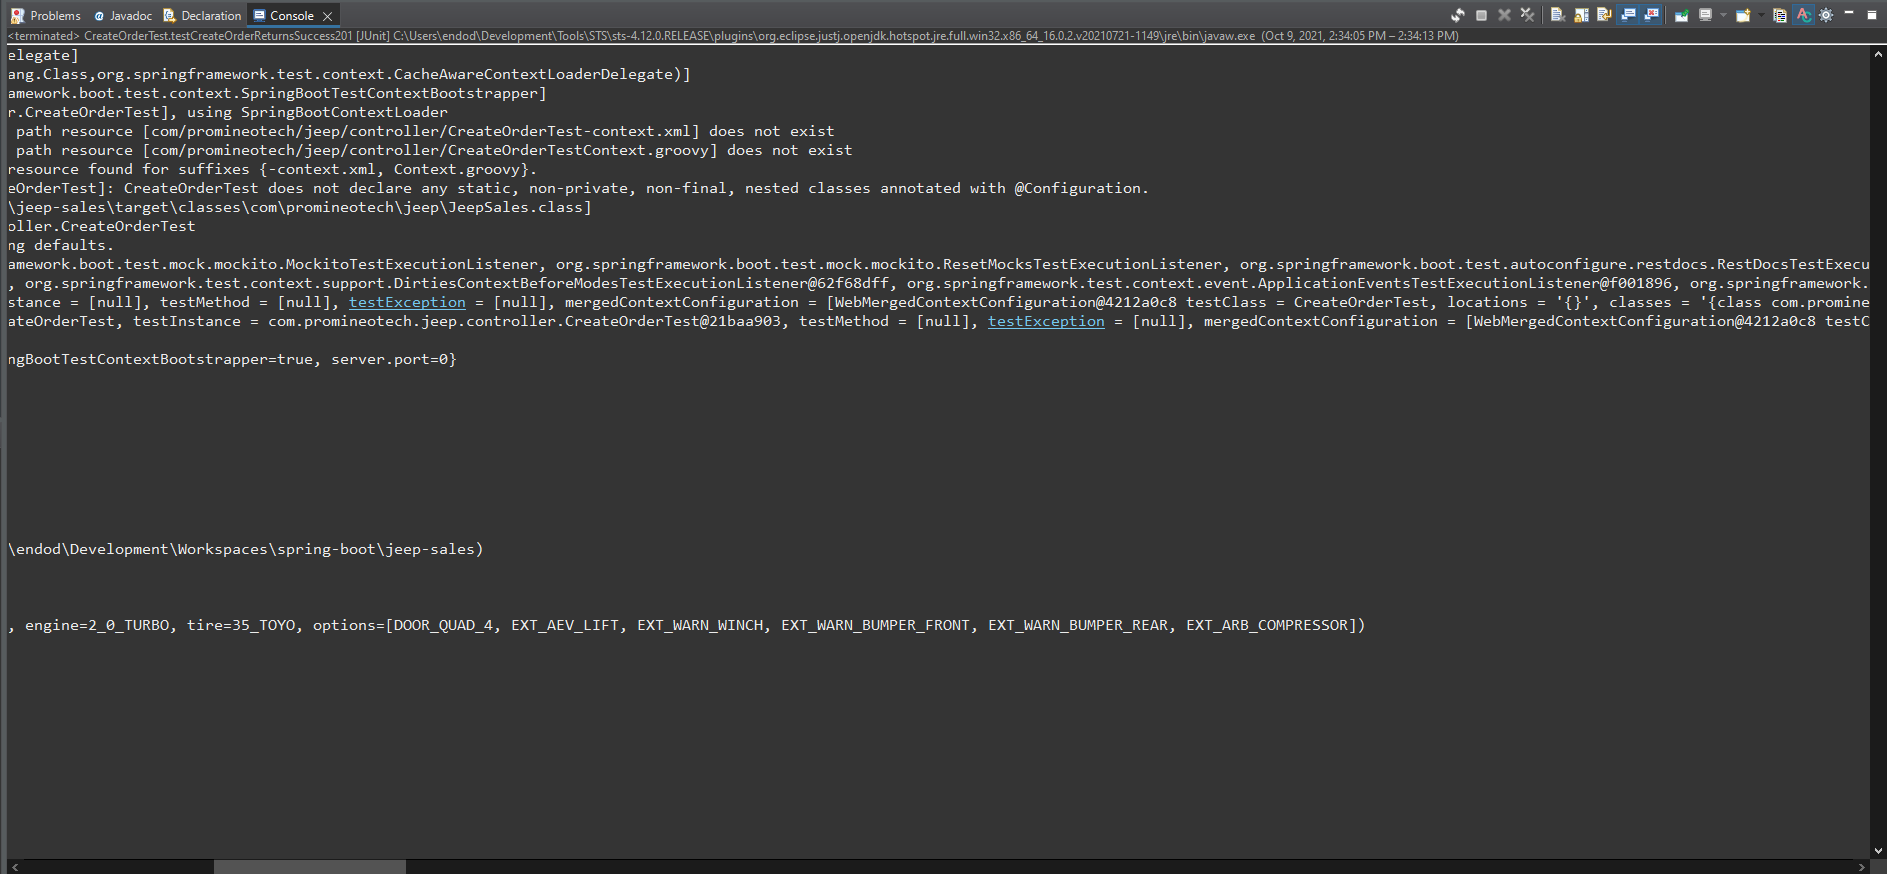 Problems Javadoc Declaration Console
<terminated> CreateOrderTest.testCreateOrderReturnsSuccess201 [JUnit] C:\Users\endod\Development\Tools\STS\sts-4.12.0.RELEASE\plugins\org.eclipse.justj.openjdk.hotspot.jre.full.win32.x86_64_16.0.2.v20210721-1149\jre\bin\javaw.exe (Oct 9, 2021, 2:34:05 PM – 2:34:13 PM)
elegate]
ang.Class,org.springframework.test.context.CacheAwareContextLoaderDelegate)]
amework.boot.test.context.SpringBootTestContextBootstrapper]
r.CreateOrderTest], using SpringBootContextLoader
path resource [com/promineotech/jeep/controller/CreateOrderTest-context.xml] does not exist
path resource [com/promineotech/jeep/controller/CreateOrderTestContext.groovy] does not exist
resource found for suffixes {-context.xml, Context.groovy}.
eOrderTest]: CreateOrderTest does not declare any static, non-private, non-final, nested classes annotated with @Configuration.
\jeep-sales\target\classes\com\promineotech\jeep\JeepSales.class]
oller.CreateOrderTest
ng defaults.
amework.boot.test.mock.mockito.MockitoTestExecutionListener, org.springframework.boot.test.mock.mockito.ResetMocksTestExecutionListener, org.springframework.boot.test.autoconfigure.restdocs.RestDocsTestExecu
, org.springframework.test.context.support.DirtiesContextBeforeModesTestExecutionListener@62f68dff, org.springframework.test.context.event.ApplicationEventsTestExecutionListener@f001896, org.springframework.
stance = [null], testMethod = [null], testException = [null], mergedContextConfiguration = [WebMergedContextConfiguration@4212a0c8 testClass = CreateOrderTest, locations = '{}', classes = '{class com.promine
ateOrderTest, testInstance = com.promineotech.jeep.controller.CreateOrderTest@21baa903, testMethod = [null], testException = [null], mergedContextConfiguration = [WebMergedContextConfiguration@4212a0c8 testC
ngBootTestContextBootstrapper=true, server.port=0}
\endod\Development\Workspaces\spring-boot\jeep-sales)
, engine=2_0_TURBO, tire=35_TOYO, options=[DOOR_QUAD_4, EXT_AEV_LIFT, EXT_WARN_WINCH, EXT_WARN_BUMPER_FRONT, EXT_WARN_BUMPER_REAR, EXT_ARB_COMPRESSOR])